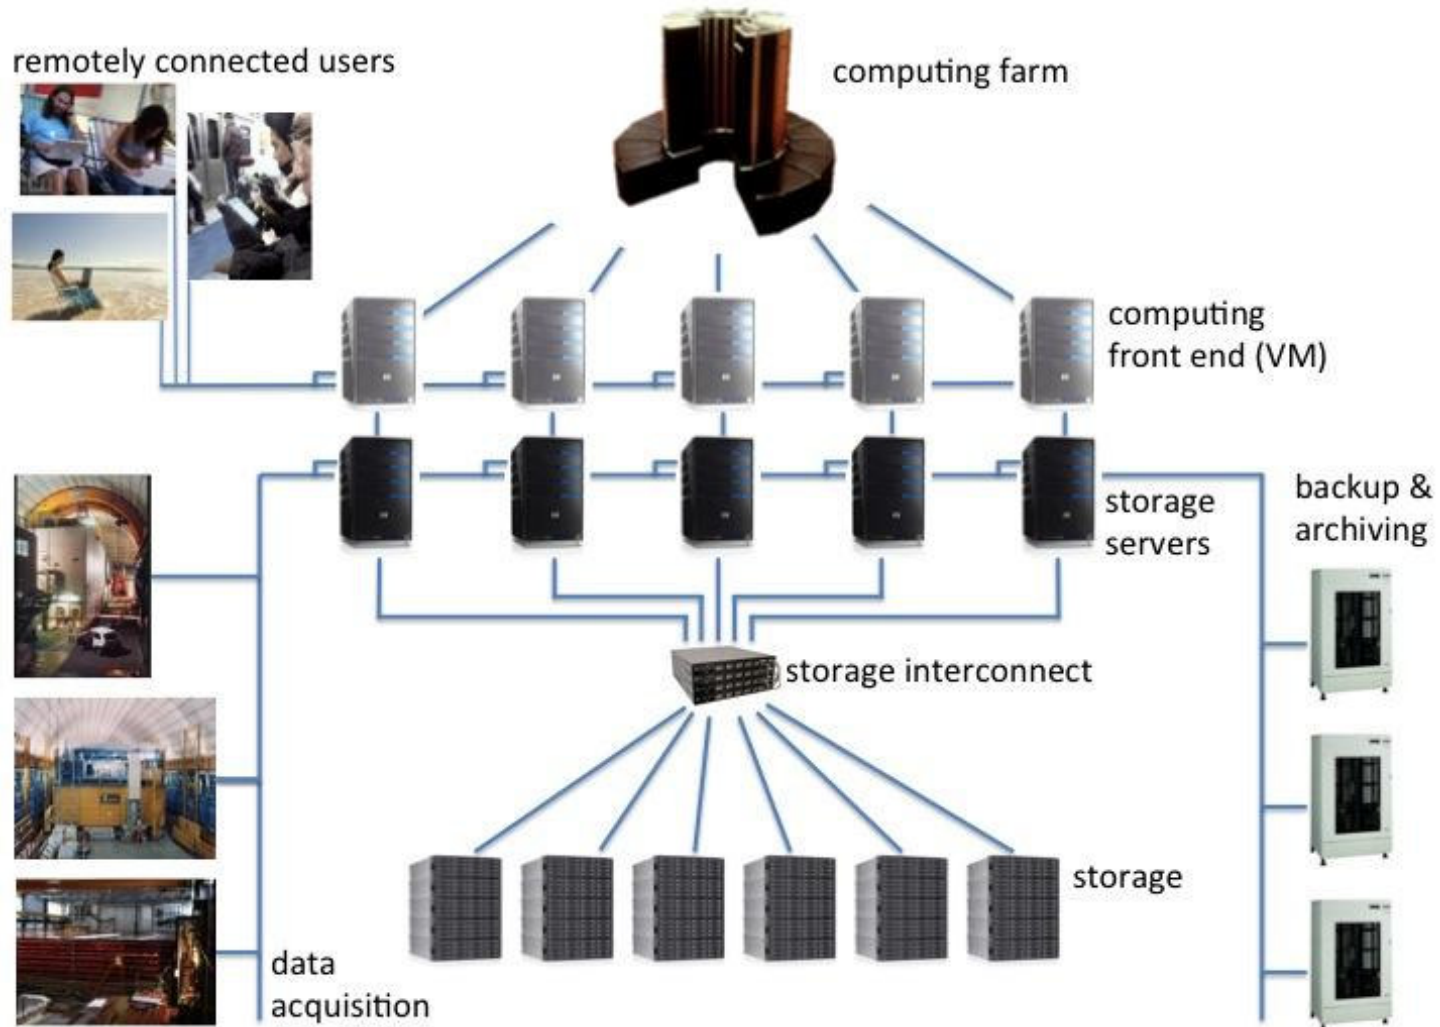 remotely connected users
computing farm
computing
front end (VM)
storage
servers
backup &
archiving
storage interconnect
storage
data
acquisition